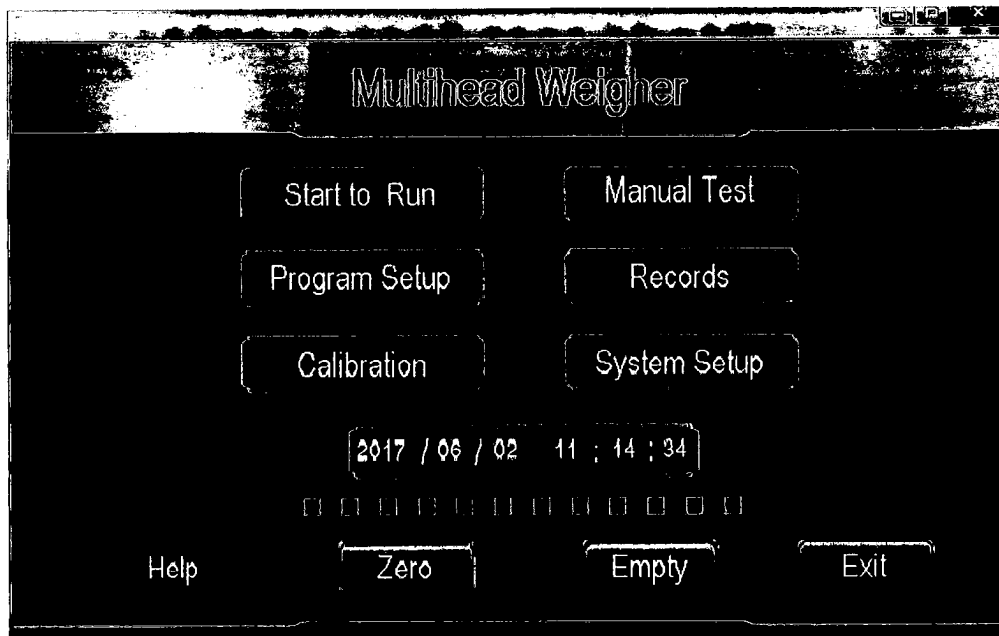 Multihead Weigher
Start to Run
Manual Test
Program Setup
Records
Calibration
System Setup
2017 / 06 / 02 11 : 14 : 34
Help
Zero
Empty
Exit